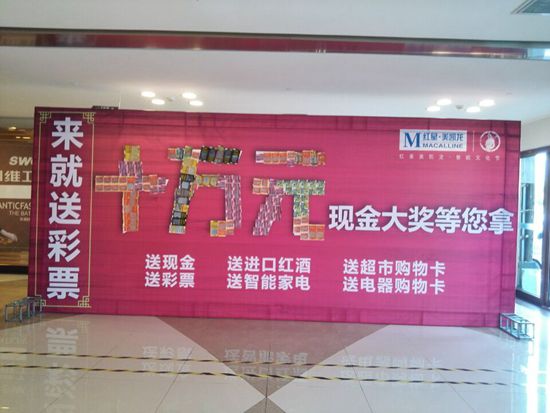 来就送彩票
十万元
现金大奖等您拿
M 红星·美凯龙
MACALLINE
送现金 送进口红酒 送超市购物卡
送彩票 送智能家电 送电器购物卡